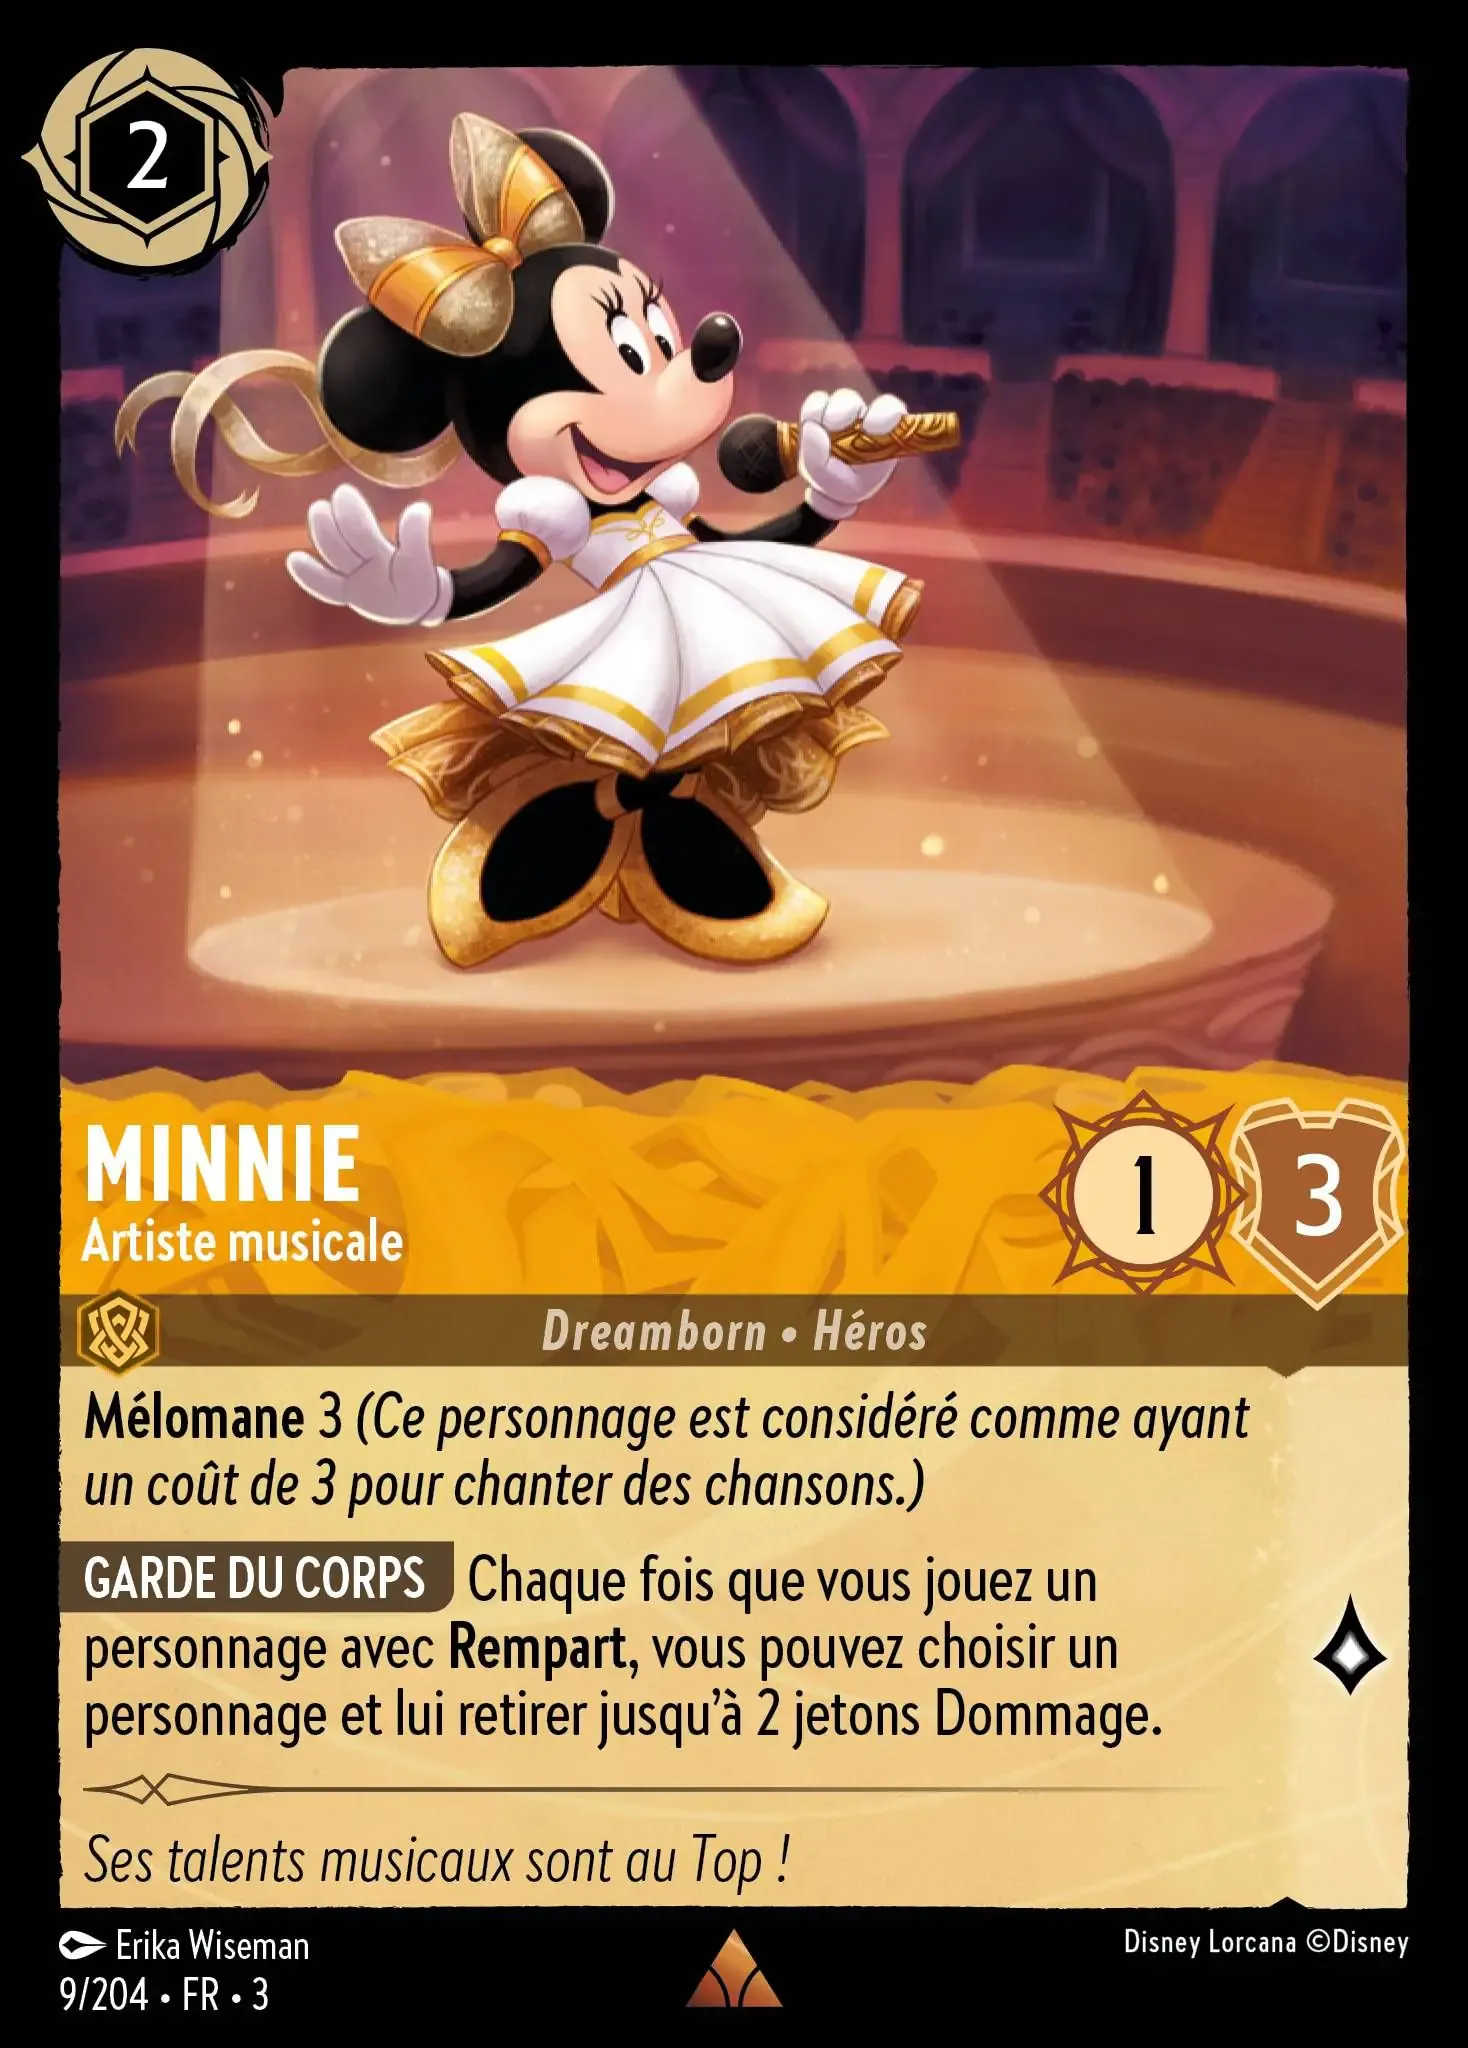 2
MINNIE
Artiste musicale
1
3
Dreamborn • Héros
Mélomane 3 (Ce personnage est considéré comme ayant
un coût de 3 pour chanter des chansons.)
GARDE DU CORPS Chaque fois que vous jouez un
personnage avec Rempart, vous pouvez choisir un
personnage et lui retirer jusqu’à 2 jetons Dommage.
Ses talents musicaux sont au Top !
Erika Wiseman
Disney Lorcana ©Disney
9/204 • FR • 3